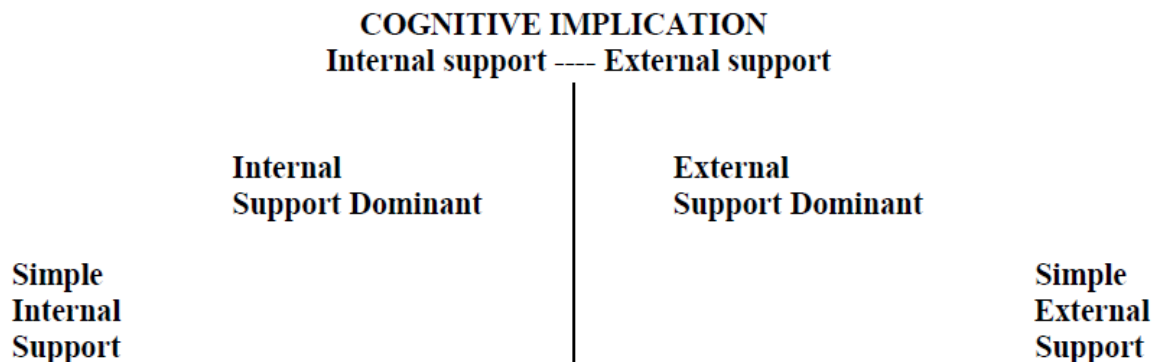 COGNITIVE IMPLICATION
Internal support ---- External support
Internal
Support Dominant
External
Support Dominant
Simple
Internal
Support
Simple
External
Support